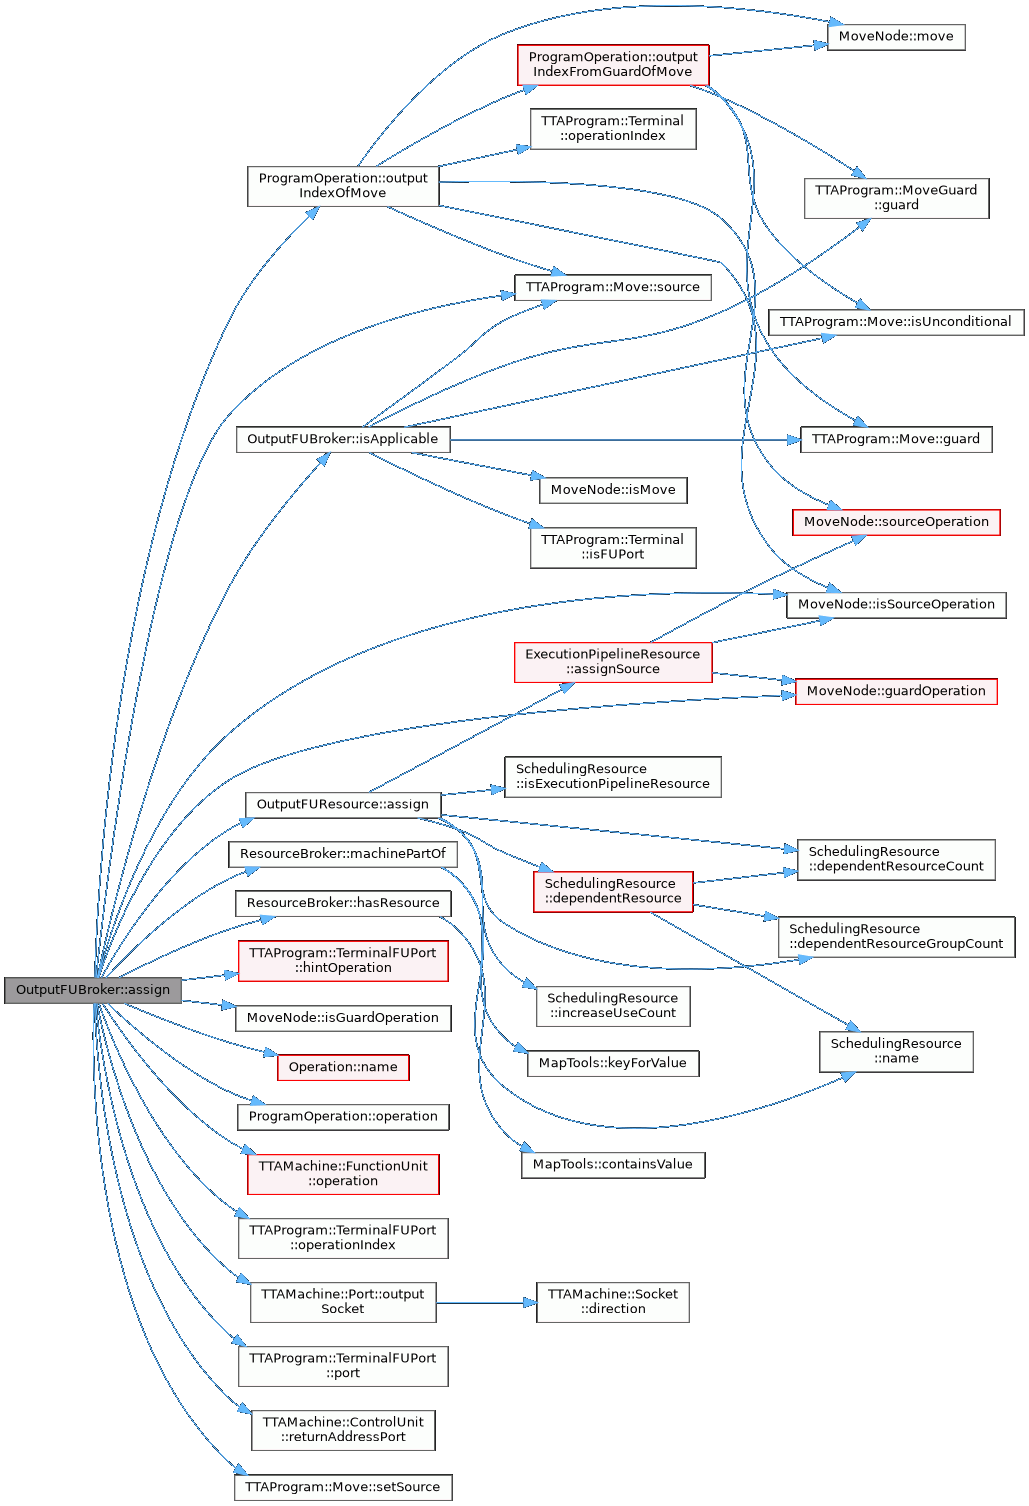 MoveNode::move
ProgramOperation::output
IndexFromGuardOfMove
TTAProgram::Terminal
::operationIndex
ProgramOperation::output
IndexOfMove
TTAProgram::MoveGuard
::guard
TTAProgram::Move::source
TTAProgram::Move::isUnconditional
OutputFUBroker::isApplicable
TTAProgram::Move::guard
MoveNode::isMove
MoveNode::sourceOperation
TTAProgram::Terminal
::isFUPort
MoveNode::isSourceOperation
ExecutionPipelineResource
::assignSource
MoveNode::guardOperation
SchedulingResource
::isExecutionPipelineResource
OutputFUResource::assign
SchedulingResource
::dependentResourceCount
ResourceBroker::machinePartOf
SchedulingResource
::dependentResource
ResourceBroker::hasResource
SchedulingResource
::dependentResourceGroupCount
TTAProgram::TerminalFUPort
::hintOperation
OutputFUBroker::assign
SchedulingResource
::increaseUseCount
MoveNode::isGuardOperation
SchedulingResource
::name
MapTools::keyForValue
Operation::name
ProgramOperation::operation
MapTools::containsValue
TTAMachine::FunctionUnit
::operation
TTAProgram::TerminalFUPort
::operationIndex
TTAMachine::Port::output
Socket
TTAMachine::Socket
::direction
TTAProgram::TerminalFUPort
::port
TTAMachine::ControlUnit
::returnAddressPort
TTAProgram::Move::setSource